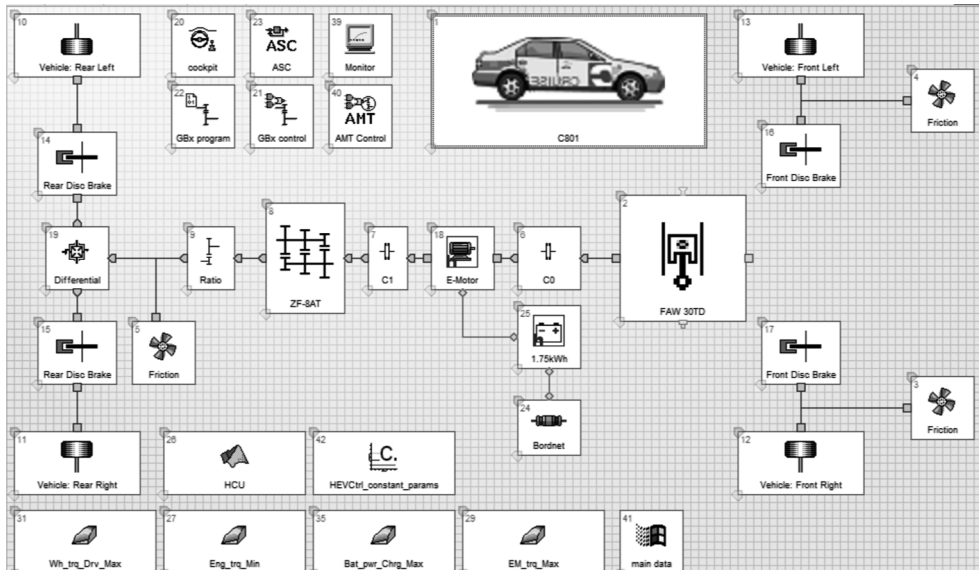 10
Vehicle: Rear Left
20
cockpit
23
ASC
ASC
39
Monitor
1
CRUISE
C801
13
Vehicle: Front Left
4
Friction
22
GBx program
21
GBx control
40
AMT
AMT Control
14
Rear Disc Brake
16
Front Disc Brake
19
Differential
9
Ratio
8
ZF-8AT
7
C1
18
E-Motor
6
C0
2
FAW 30TD
15
Rear Disc Brake
5
Friction
25
1.75kWh
17
Front Disc Brake
3
Friction
24
Bordnet
11
Vehicle: Rear Right
26
HCU
42
C.
HEVCtrl_constant_params
12
Vehicle: Front Right
31
Wh_trq_Drv_Max
27
Eng_trq_Min
35
Bat_pwr_Chrg_Max
29
EM_trq_Max
41
main data